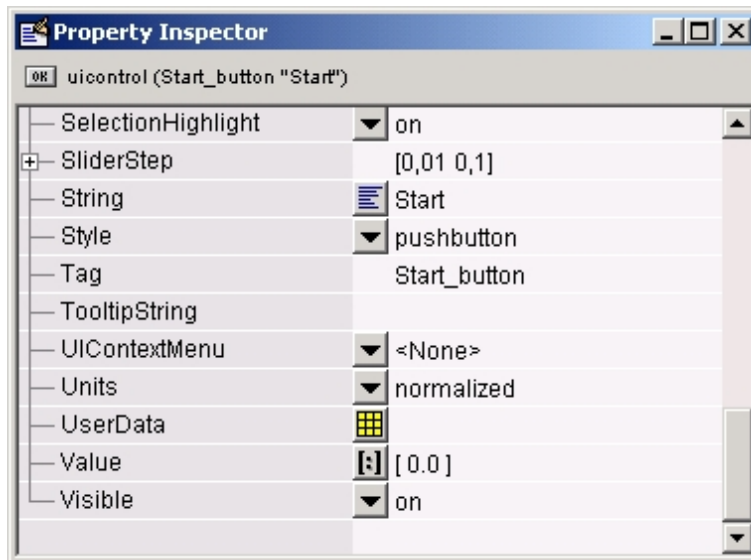 Property Inspector
OK uicontrol (Start_button "Start")
SelectionHighlight on
SliderStep [0,01 0,1]
String Start
Style pushbutton
Tag Start_button
TooltipString
UIContextMenu <None>
Units normalized
UserData
Value [:] [ 0.0 ]
Visible on